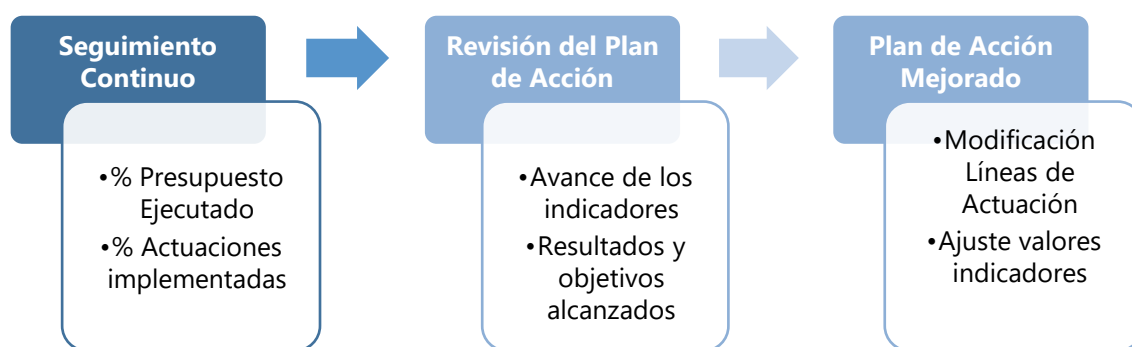 Seguimiento
Continuo
•% Presupuesto
Ejecutado
•% Actuaciones
implementadas
Revisión del Plan
de Acción
•Avance de los
indicadores
•Resultados y
objetivos
alcanzados
Plan de Acción
Mejorado
•Modificación
Líneas de
Actuación
•Ajuste valores
indicadores